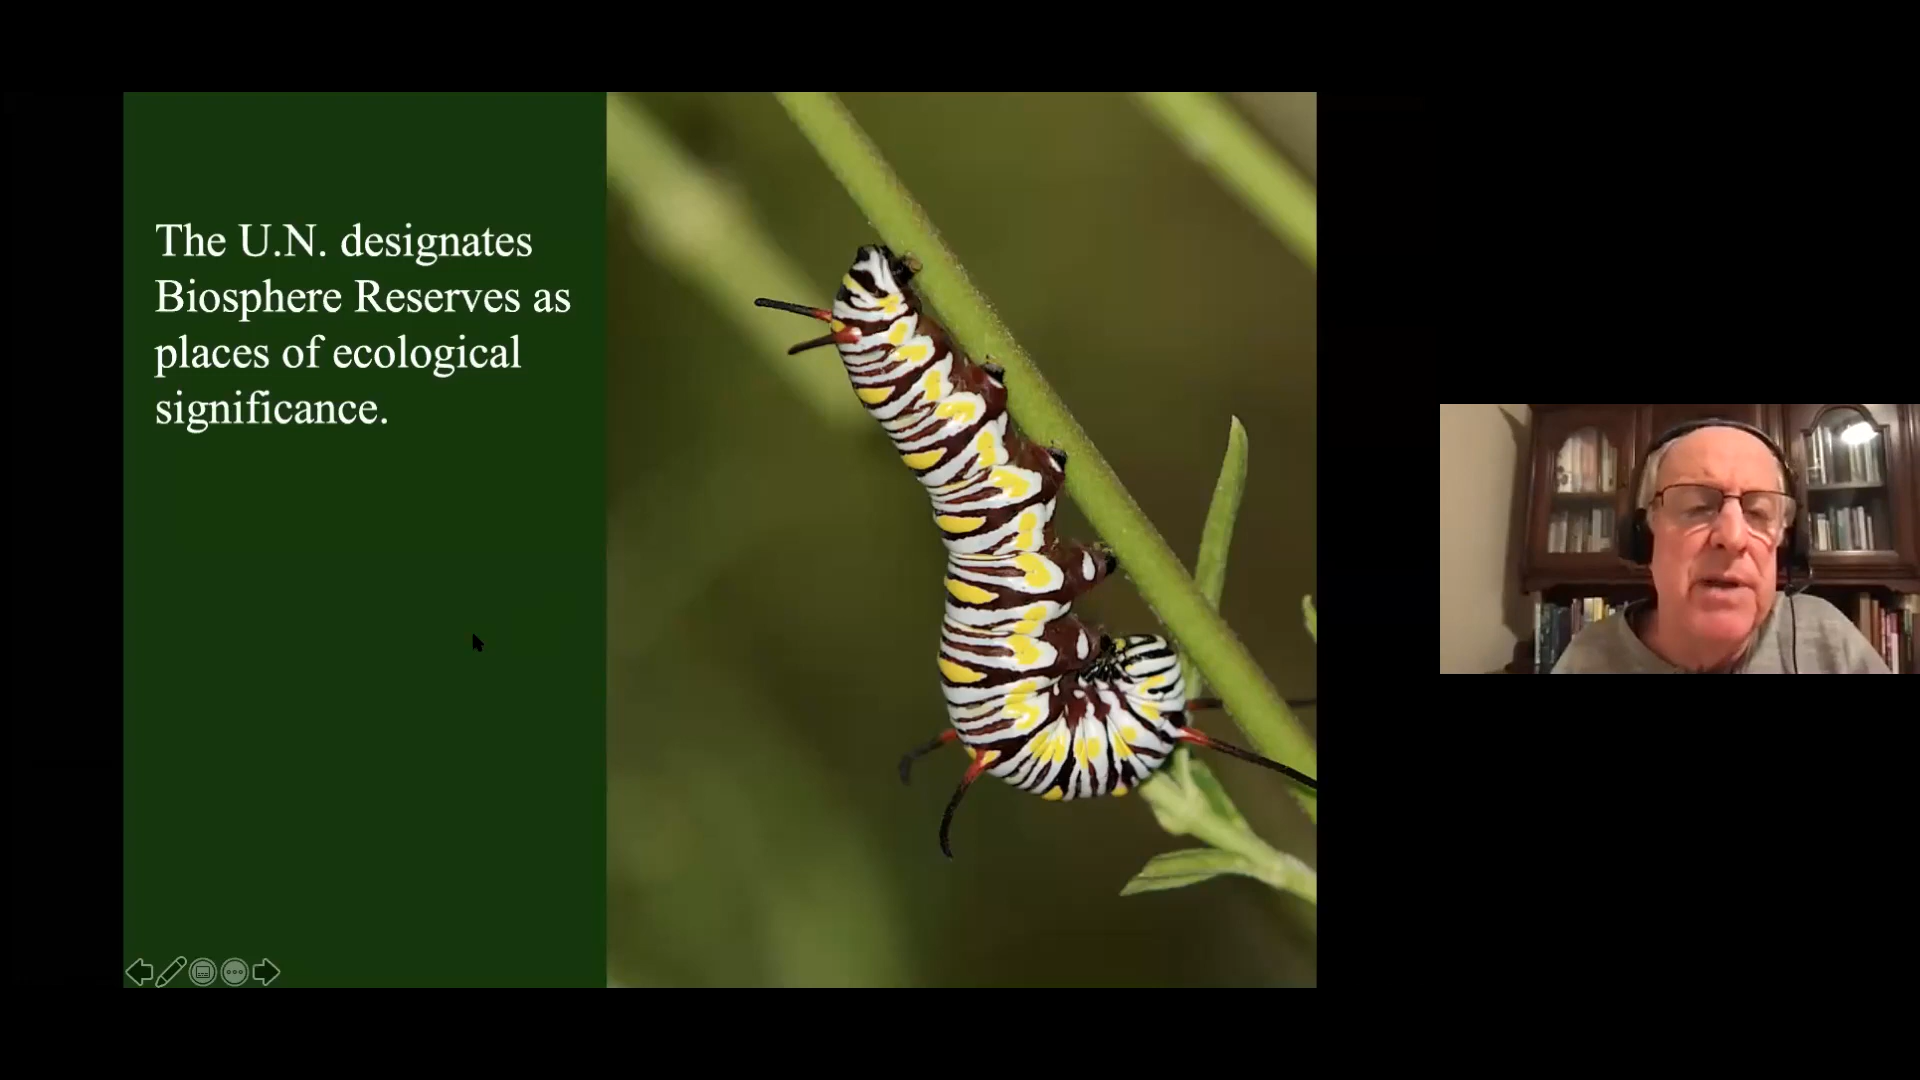 The U.N. designates
Biosphere Reserves as
places of ecological
significance.